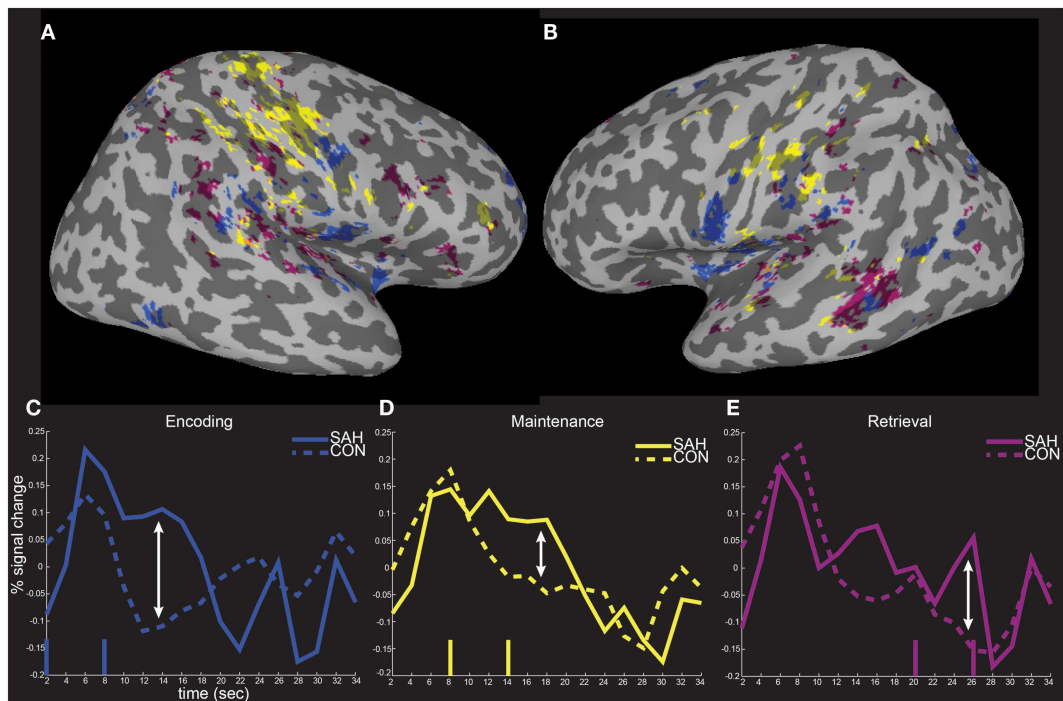 A
B
C
Encoding
SAH
CON
% signal change
0.25
0.2
0.15
0.1
0.05
0
-0.05
-0.1
-0.15
-0.2
2 4 6 8 10 12 14 16 18 20 22 24 26 28 30 32 34
time (sec)
D
Maintenance
SAH
CON
0.25
0.2
0.15
0.1
0.05
0
-0.05
-0.1
-0.15
-0.2
2 4 6 8 10 12 14 16 18 20 22 24 26 28 30 32 34
E
Retrieval
SAH
CON
0.25
0.2
0.15
0.1
0.05
0
-0.05
-0.1
-0.15
-0.2
2 4 6 8 10 12 14 16 18 20 22 24 26 28 30 32 34